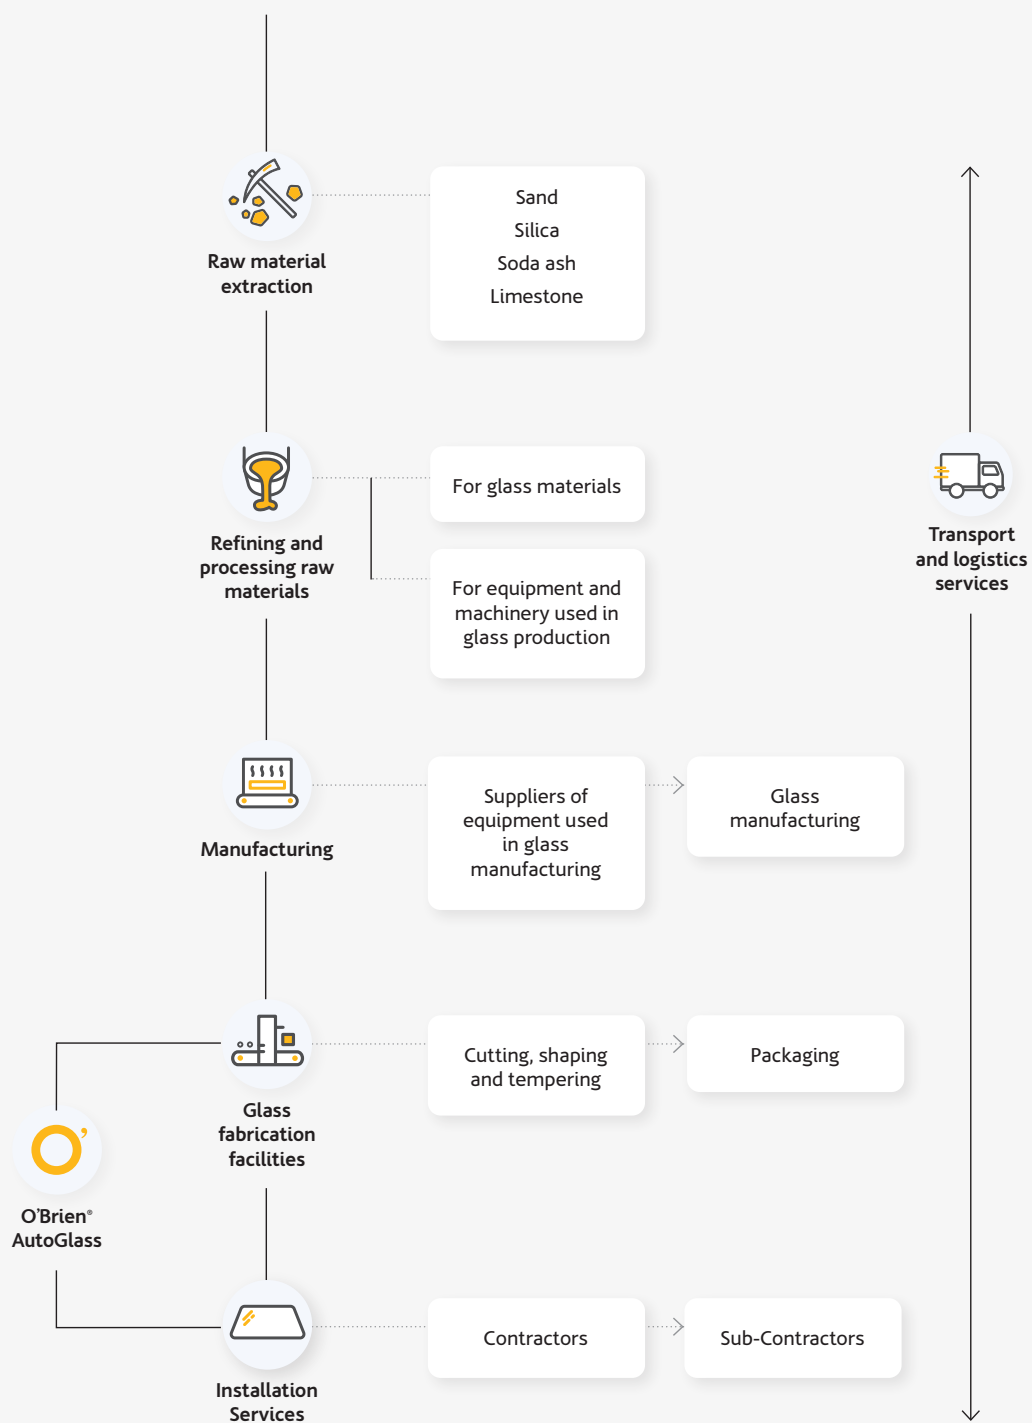 Raw material
extraction
Sand
Silica
Soda ash
Limestone
Refining and
processing raw
materials
For glass materials
For equipment and
machinery used in
glass production
Transport
and logistics
services
Manufacturing
Suppliers of
equipment used
in glass
manufacturing
Glass
manufacturing
Glass
fabrication
facilities
Cutting, shaping
and tempering
Packaging
O'
O'Brien®
AutoGlass
Installation
Services
Contractors
Sub-Contractors